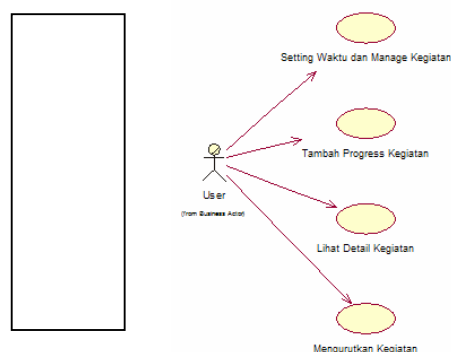 Setting Waktu dan Manage Kegiatan
Tambah Progress Kegiatan
User
(from Business Actor)
Lihat Detail Kegiatan
Mengurutkan Kegiatan